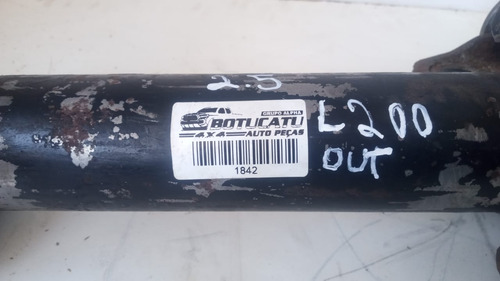 2.5
GRUPO ALPHA
BOTUCATU
4X4 AUTO PEÇAS
1842
L200
OUT